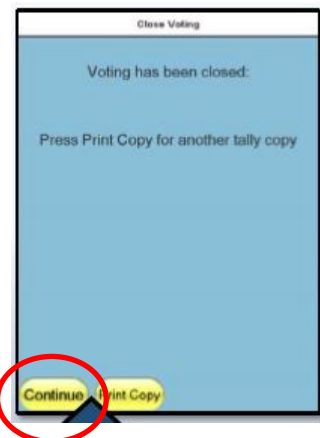 Close Voting
Voting has been closed:
Press Print Copy for another tally copy
Continue
Print Copy